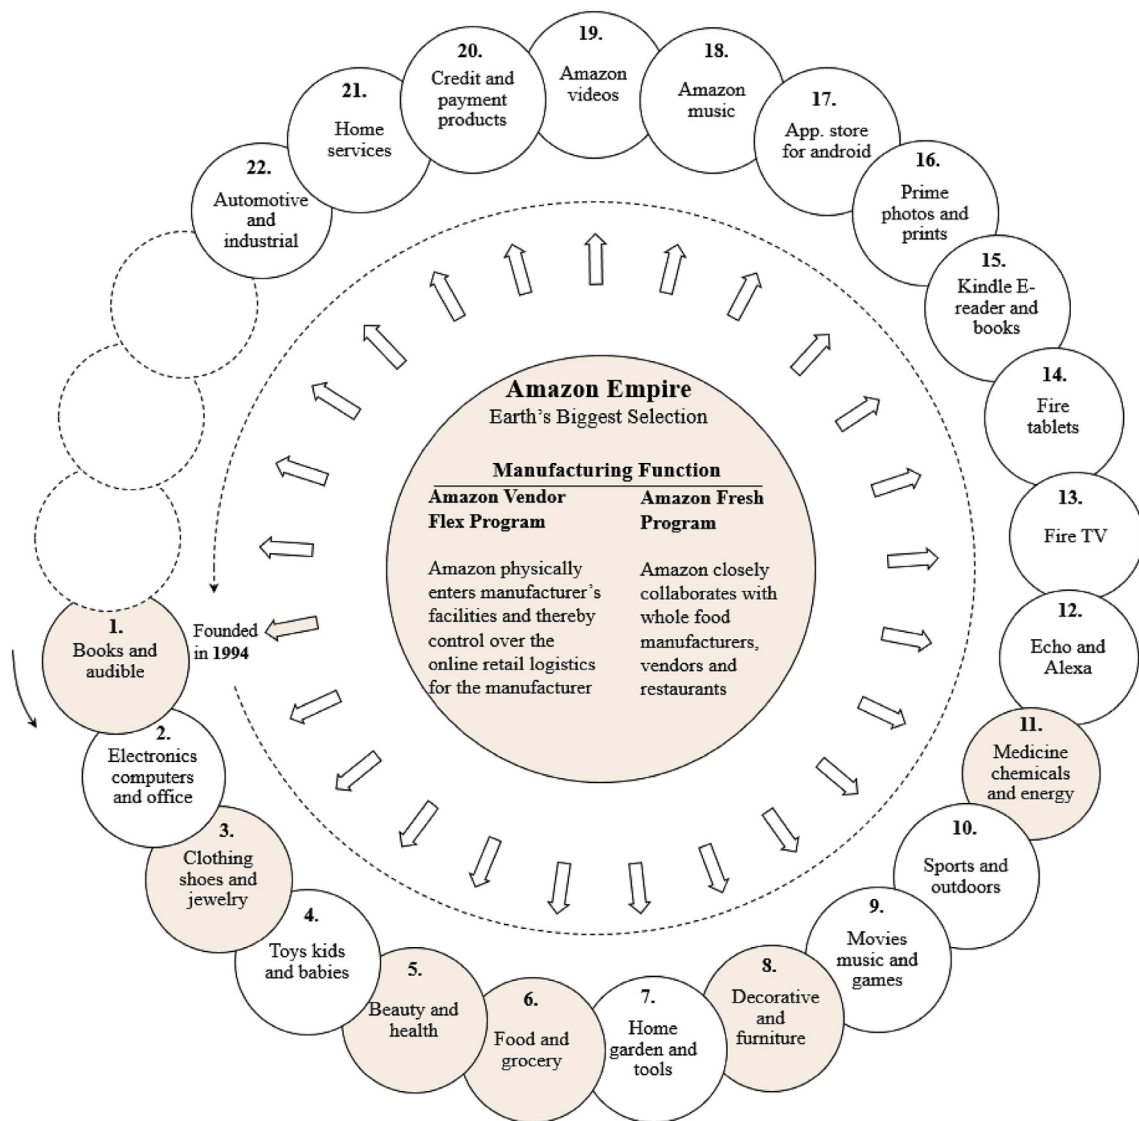 Amazon Empire
Earth's Biggest Selection
Manufacturing Function
Amazon Vendor
Flex Program
Amazon physically
enters manufacturer's
facilities and thereby
control over the
online retail logistics
for the manufacturer
Amazon Fresh
Program
Amazon closely
collaborates with
whole food
manufacturers,
vendors and
restaurants
Founded
in 1994
1.
Books and
audible
2.
Electronics
computers
and office
3.
Clothing
shoes and
jewelry
4.
Toys kids
and babies
5.
Beauty and
health
6.
Food and
grocery
7.
Home
garden and
tools
8.
Decorative
and
furniture
9.
Movies
music and
games
10.
Sports and
outdoors
11.
Medicine
chemicals
and energy
12.
Echo and
Alexa
13.
Fire TV
14.
Fire
tablets
15.
Kindle E-
reader and
books
16.
Prime
photos and
prints
17.
App. store
for android
18.
Amazon
music
19.
Amazon
videos
20.
Credit and
payment
products
21.
Home
services
22.
Automotive
and
industrial